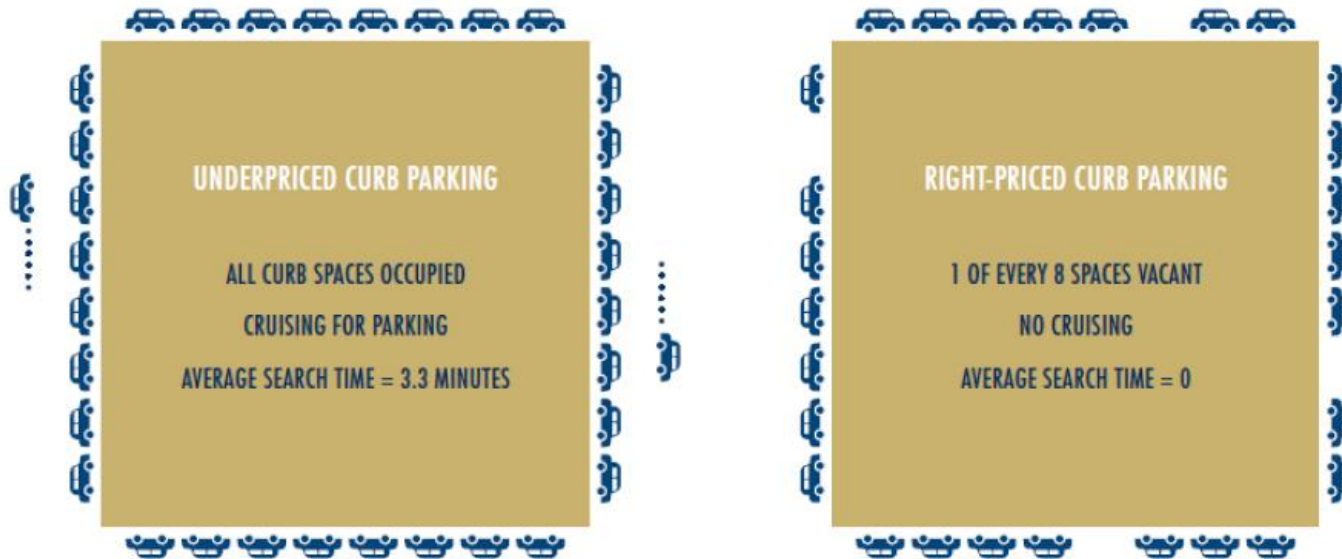 UNDERPRICED CURB PARKING
ALL CURB SPACES OCCUPIED
CRUISING FOR PARKING
AVERAGE SEARCH TIME = 3.3 MINUTES
RIGHT-PRICED CURB PARKING
1 OF EVERY 8 SPACES VACANT
NO CRUISING
AVERAGE SEARCH TIME = 0